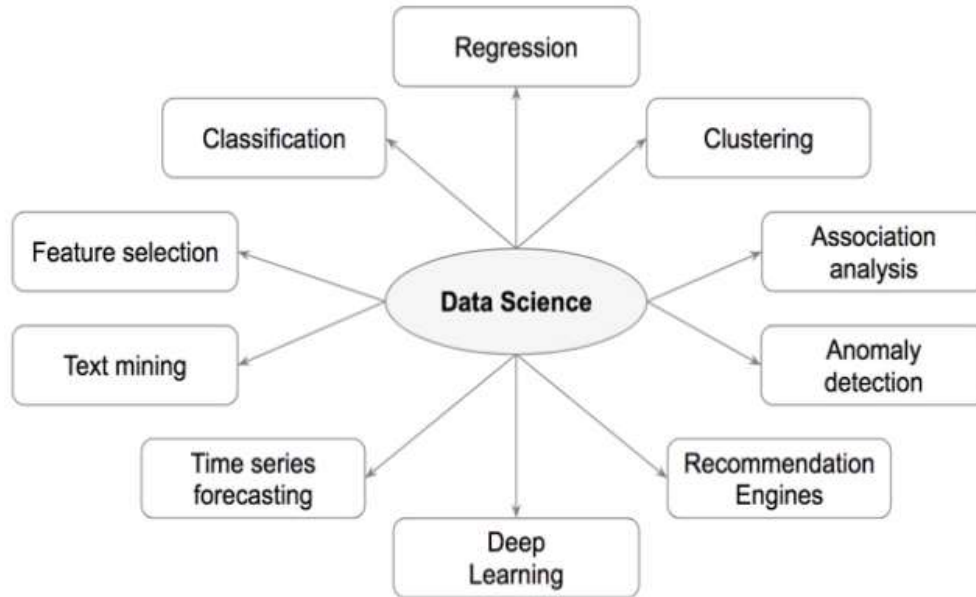 Regression
Classification
Clustering
Feature selection
Association
analysis
Data Science
Text mining
Anomaly
detection
Time series
forecasting
Recommendation
Engines
Deep
Learning